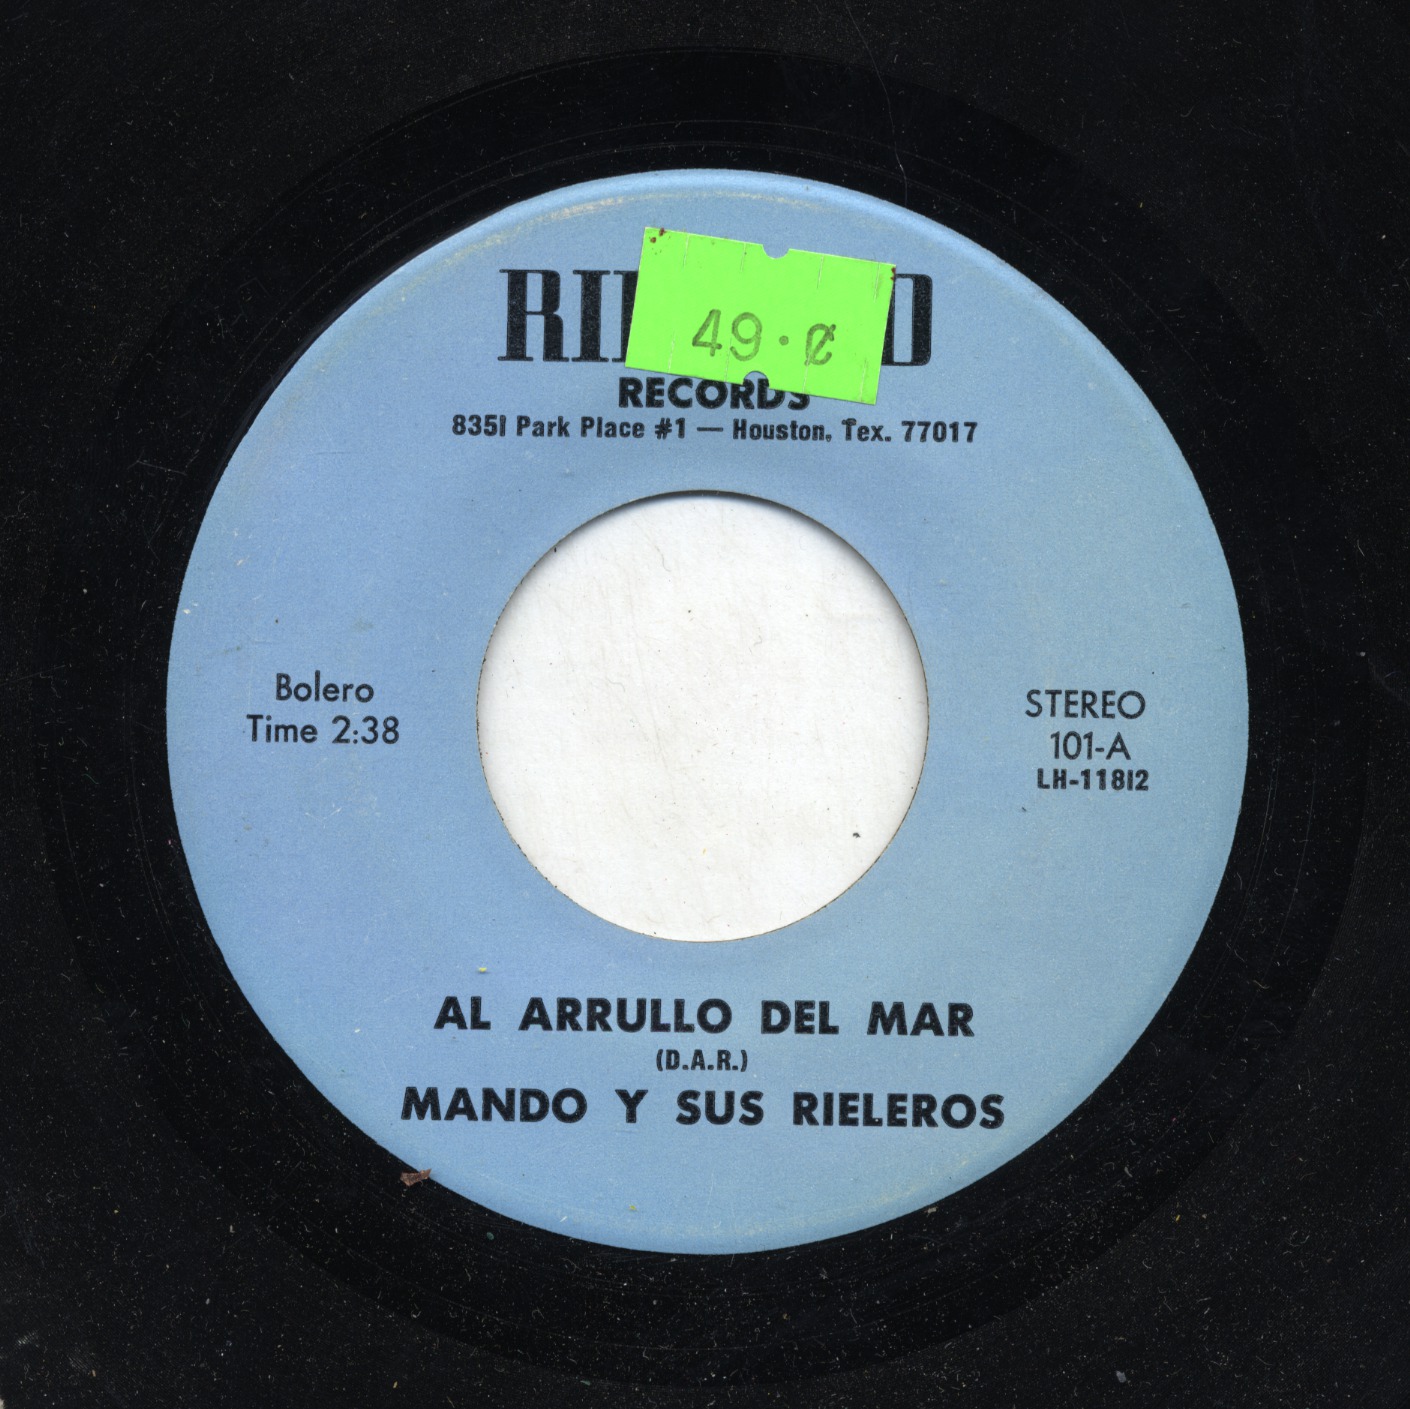 49.¢
RECORDS
8351 Park Place #1 — Houston, Tex. 77017
Bolero
Time 2:38
STEREO
101-A
LH-11812
AL ARRULLO DEL MAR
(D.A.R.)
MANDO Y SUS RIELEROS